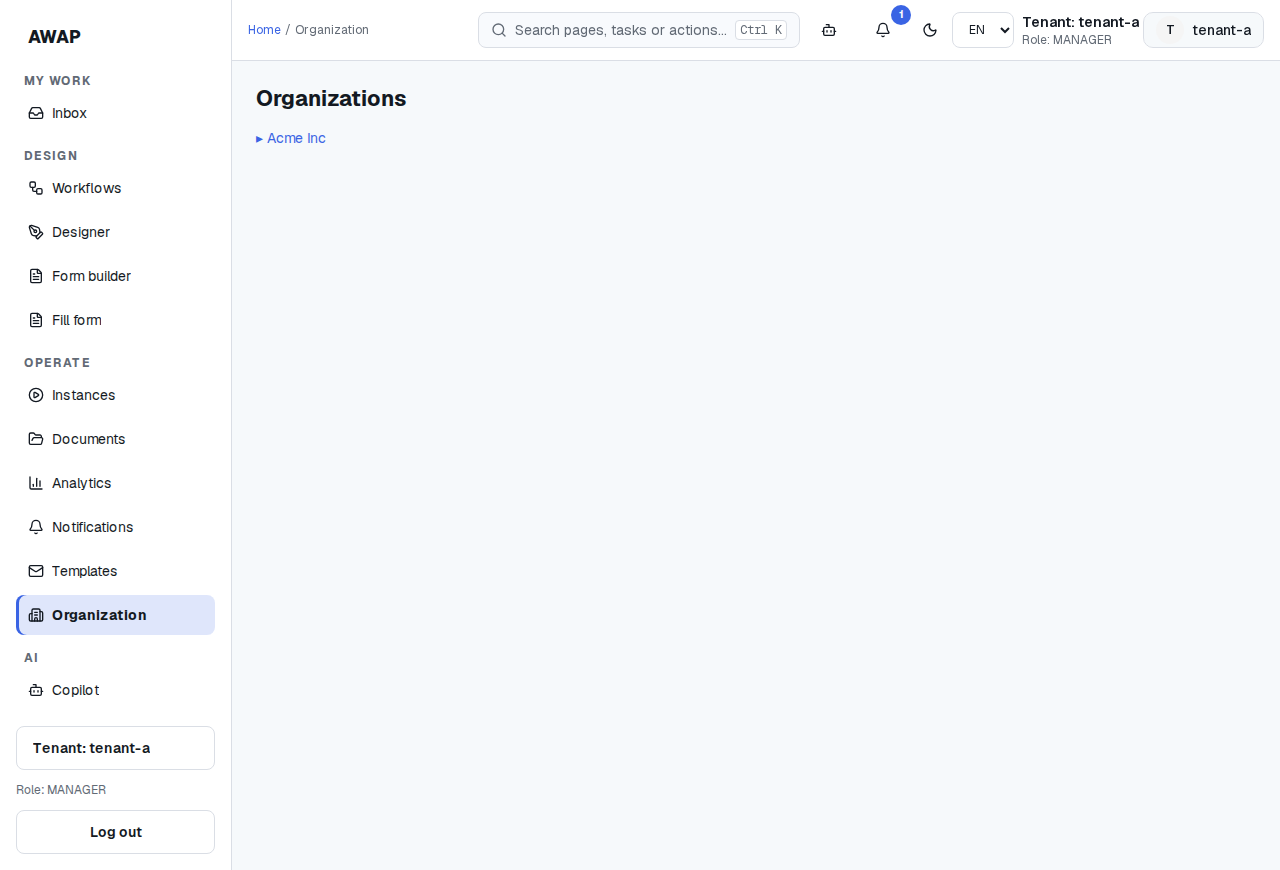 AWAP
MY WORK
Inbox
DESIGN
Workflows
Designer
Form builder
Fill form
OPERATE
Instances
Documents
Analytics
Notifications
Templates
Organization
AI
Copilot
Tenant: tenant-a
Role: MANAGER
Log out
Home / Organization
Search pages, tasks or actions... Ctrl K
1
EN
Tenant: tenant-a
Role: MANAGER
T tenant-a
Organizations
▸ Acme Inc